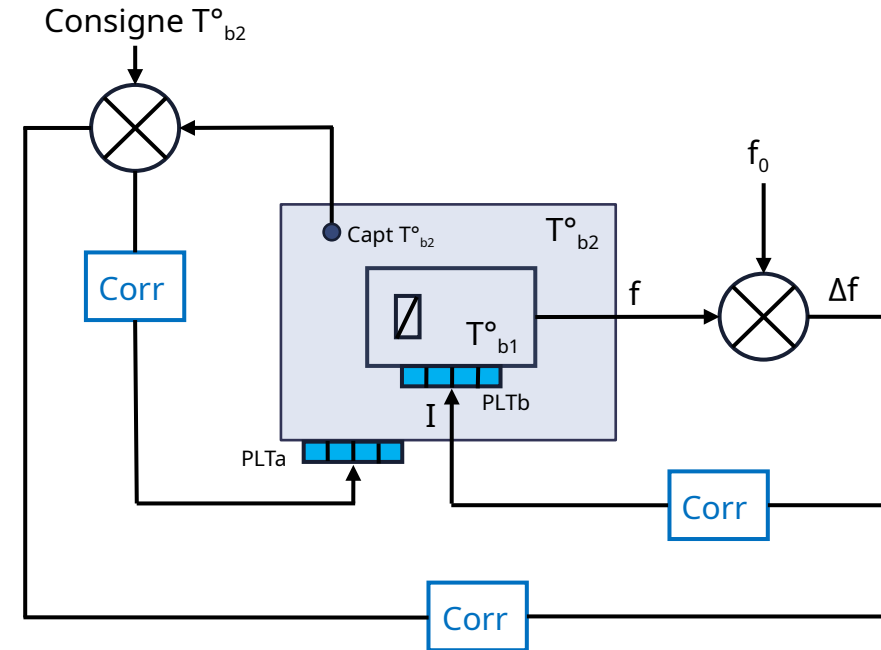 Consigne T°b2
f0
Capt T°b2
T°b2
Corr
f
Δf
T°b1
PLTb
I
PLTa
Corr
Corr